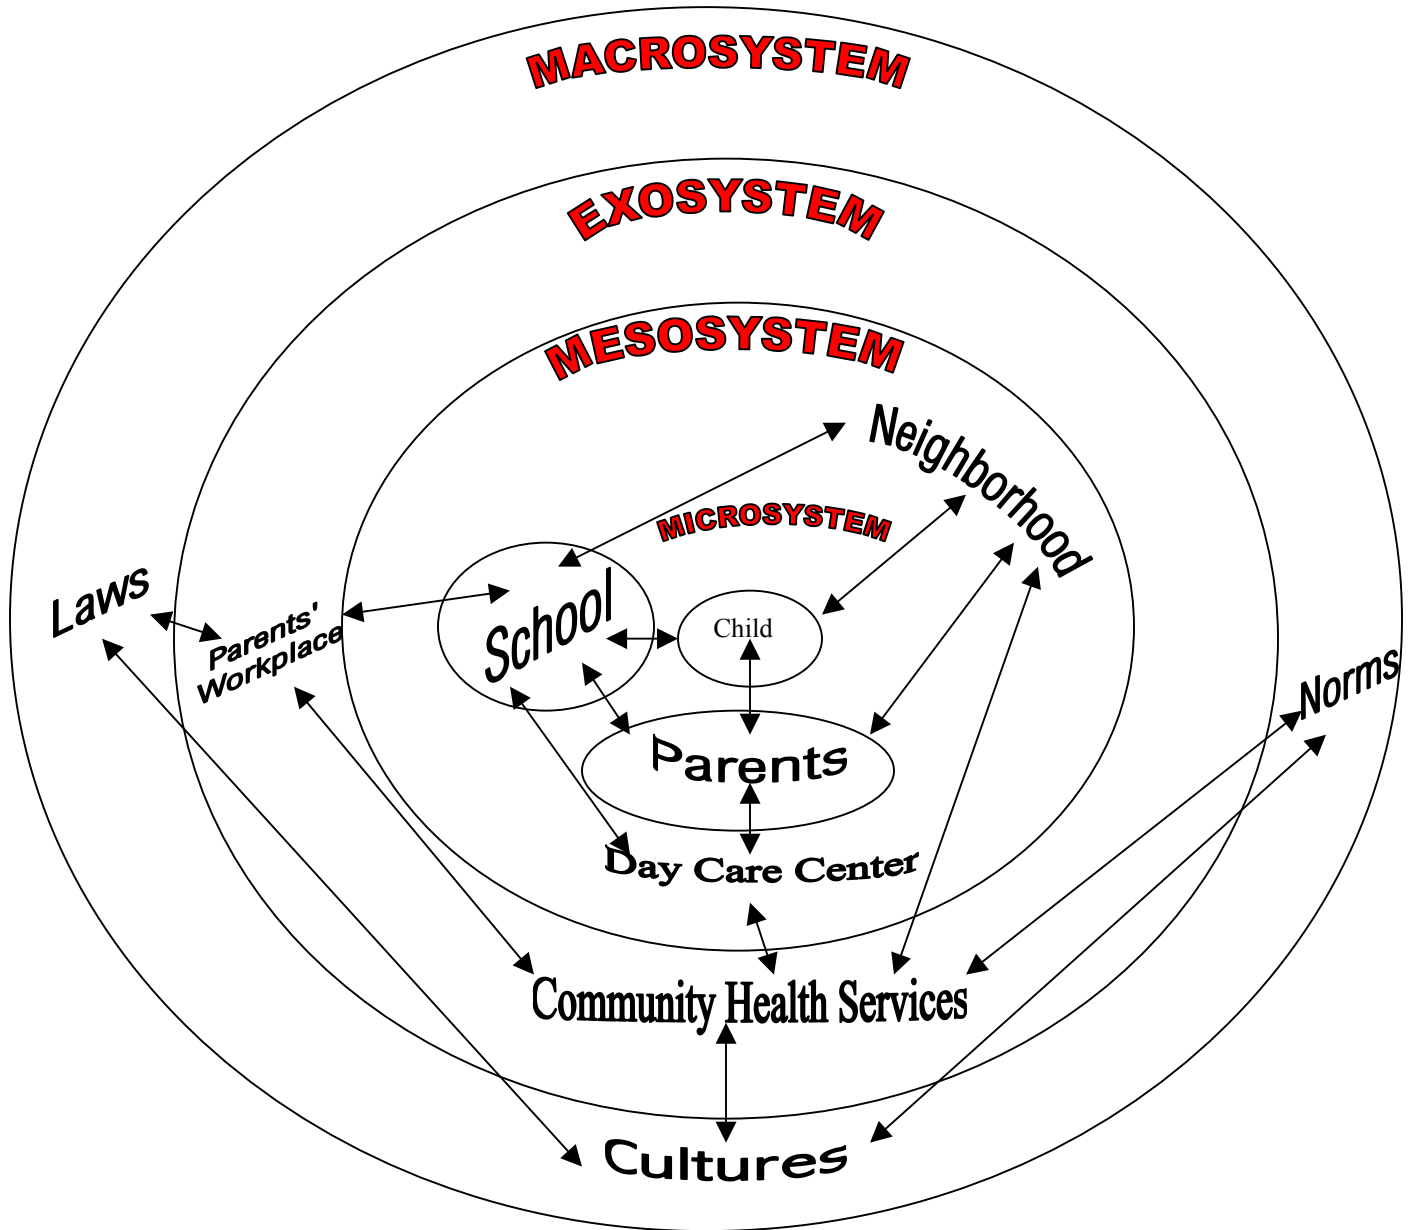 MACROSYSTEM
EXOSYSTEM
MESOSYSTEM
Neighborhood
MICROSYSTEM
Laws
Parents'
Workplace
School
Child
Norms
Parents
Day Care Center
Community Health Services
Cultures